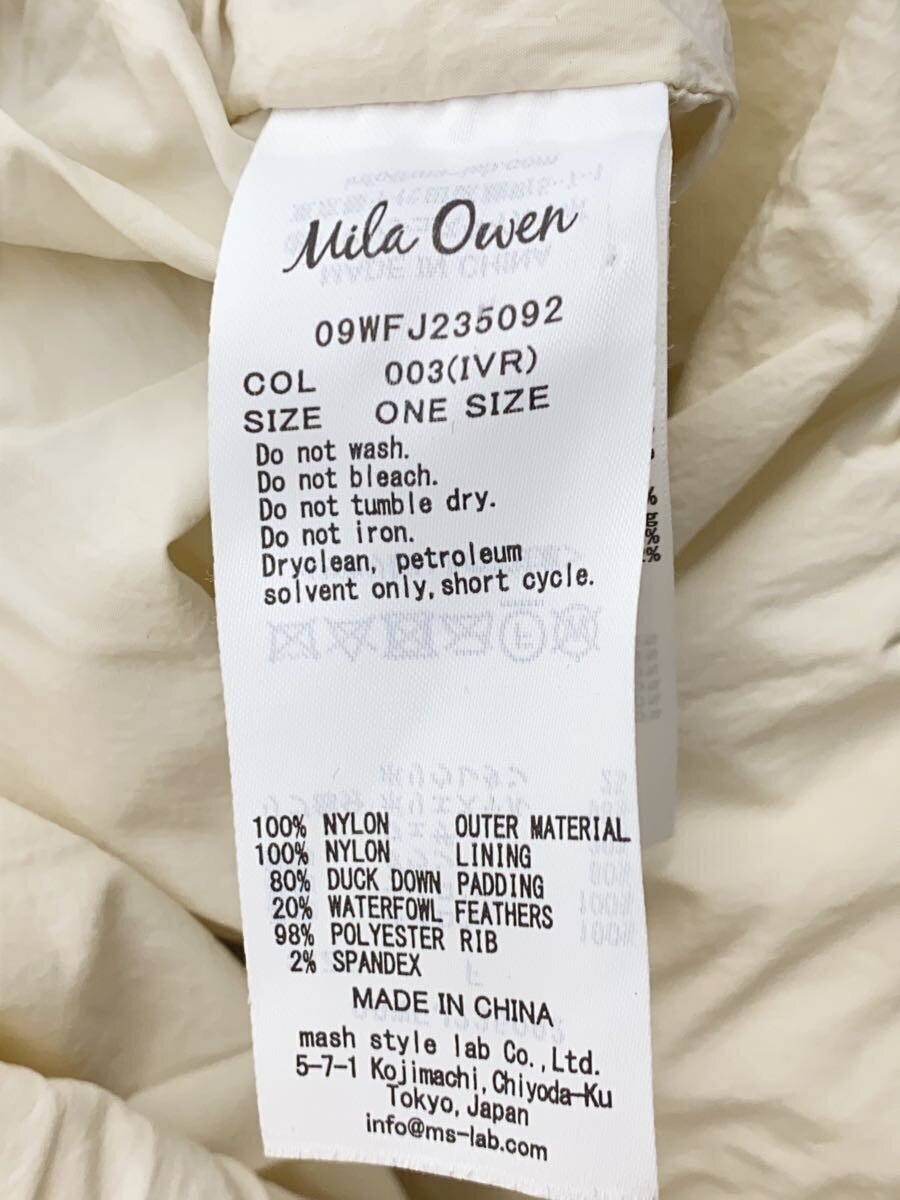 Mila Owen
09WFJ235092
COL 003(IVR)
SIZE ONE SIZE
Do not wash.
Do not bleach.
Do not tumble dry.
Do not iron.
Dryclean, petroleum
solvent only, short cycle.
100% NYLON OUTER MATERIAL
100% NYLON LINING
80% DUCK DOWN PADDING
20% WATERFOWL FEATHERS
98% POLYESTER RIB
2% SPANDEX
MADE IN CHINA
mash style lab Co., Ltd.
5-7-1 Kojimachi, Chiyoda-Ku
Tokyo, Japan
info@ms-lab.com